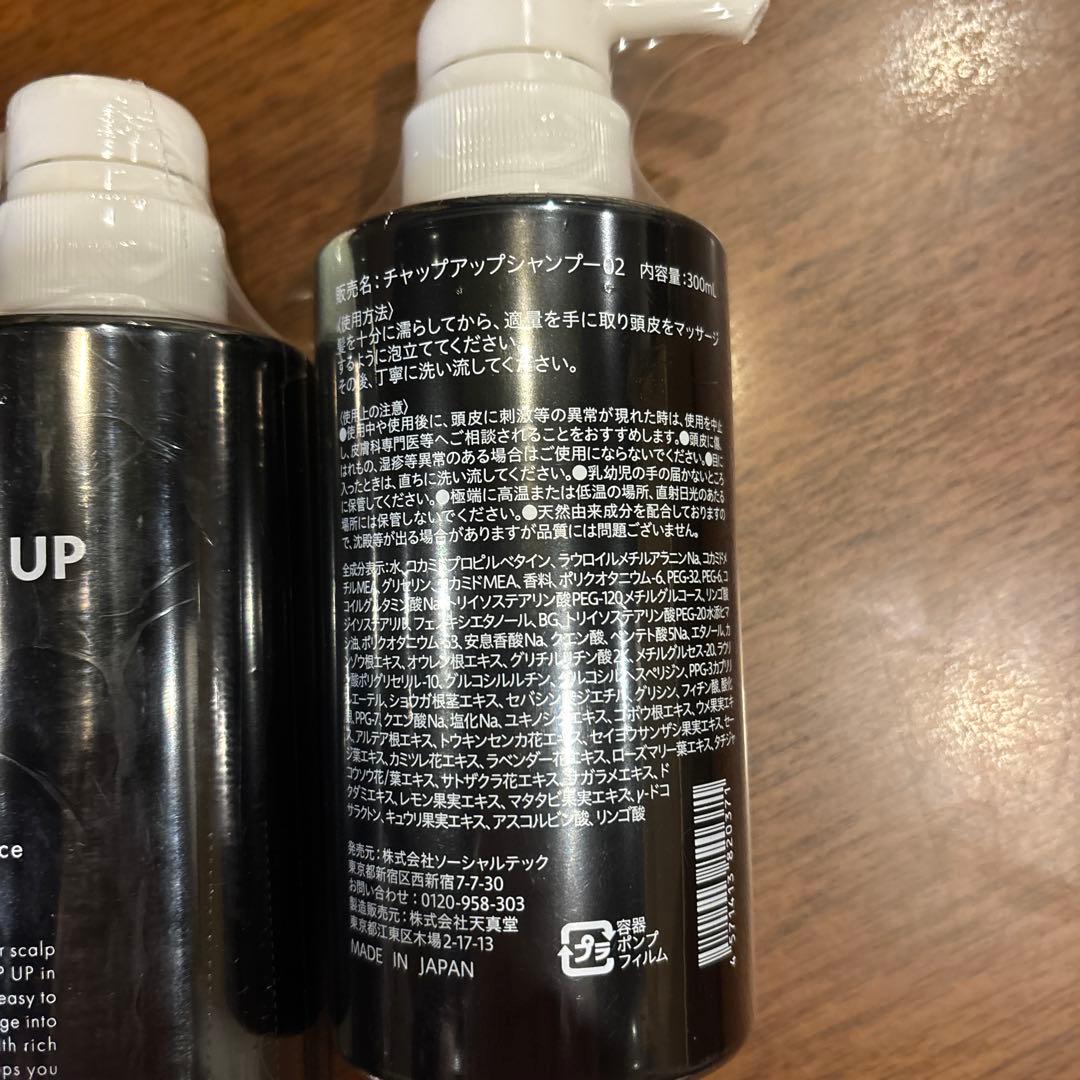 UP
ce
r scalp
P UP in
easy to
ge into
th rich
ps you
販売名:チャップアップシャンプー02 内容量:300mL
〈使用方法〉
髪を十分に濡らしてから、適量を手に取り頭皮をマッサージ
するように泡立ててください。
その後、丁寧に洗い流してください。
〈使用上の注意〉
●使用中や使用後に、頭皮に刺激等の異常が現れた時は、使用を中止
し、皮膚科専門医等へご相談されることをおすすめします。●頭皮に傷、
はれもの、湿疹等異常のある場合はご使用にならないでください。●目に
入ったときは、直ちに洗い流してください。●乳幼児の手の届かないところ
に保管してください。●極端に高温または低温の場所、直射日光のあたる
場所には保管しないでください。●天然由来成分を配合しておりますの
で、沈殿等が出る場合がありますが品質には問題ございません。
全成分表示:水、コカミドプロピルベタイン、ラウロイルメチルアラニンNa、コカミドメ
チルMEA、グリセリン、コカミドMEA、香料、ポリクオタニウム-6、PEG-32、PEG-6、コ
コイルグルタミン酸Na、トリイソステアリン酸PEG-120メチルグルコース、リンゴ酸
ジイソステアリル、フェノキシエタノール、BG、トリイソステアリン酸PEG-20水添ヒマ
シ油、ポリクオタニウム-53、安息香酸Na、クエン酸、ペンテト酸5Na、エタノール、カ
ンゾウ根エキス、オウレン根エキス、グリチルリチン酸2K、メチルグルセス-20、ラウリ
ン酸ポリグリセリル-10、グルコシルルチン、グルコシルヘスペリジン、PPG-3カプリリ
ルエーテル、ショウガ根茎エキス、セバシン酸ジエチル、グリシン、フィチン酸、酸化
銀、PPG-7、クエン酸Na、塩化Na、ユキノシタエキス、ゴボウ根エキス、ウメ果実エキ
ス、アルテア根エキス、トウキンセンカ花エキス、セイヨウサンザシ果実エキス、セー
ジ葉エキス、カミツレ花エキス、ラベンダー花エキス、ローズマリー葉エキス、タチジャ
コウソウ花/葉エキス、サトザクラ花エキス、サガラメエキス、ド
クダミエキス、レモン果実エキス、マタタビ果実エキス、γ-ドコ
サラクトン、キュウリ果実エキス、アスコルビン酸、リンゴ酸
発売元:株式会社ソーシャルテック
東京都新宿区西新宿7-7-30
お問い合わせ:0120-958-303
製造販売元:株式会社天真堂
東京都江東区木場2-17-13
MADE IN JAPAN
プラ
容器
ポンプ
フィルム
4 571413 820371